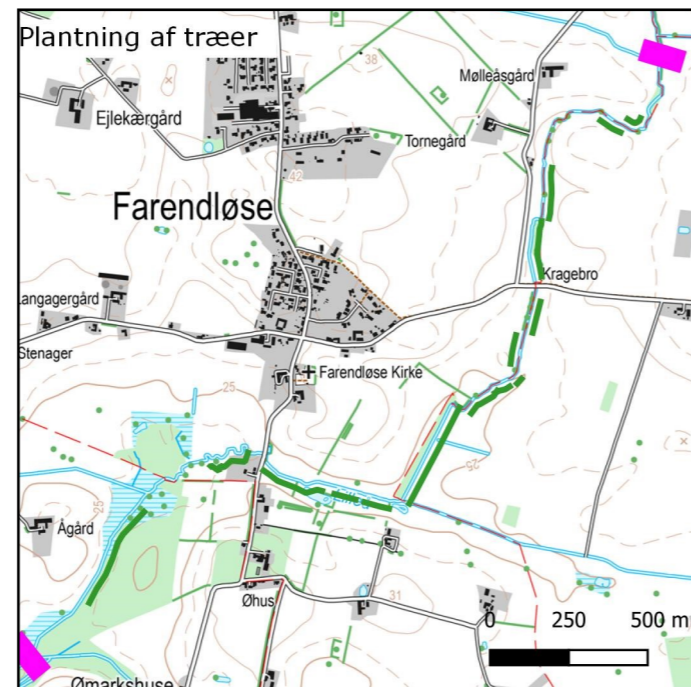 Plantning af træer
38
Mølleåsgård
Ejlekærgård
Tornegård
42
Farendløse
Kragebro
Langagergård
Stenager
Farendløse Kirke
25
25
25
Ågård
Øhus
31
0 250 500 m
Ømarkshuse